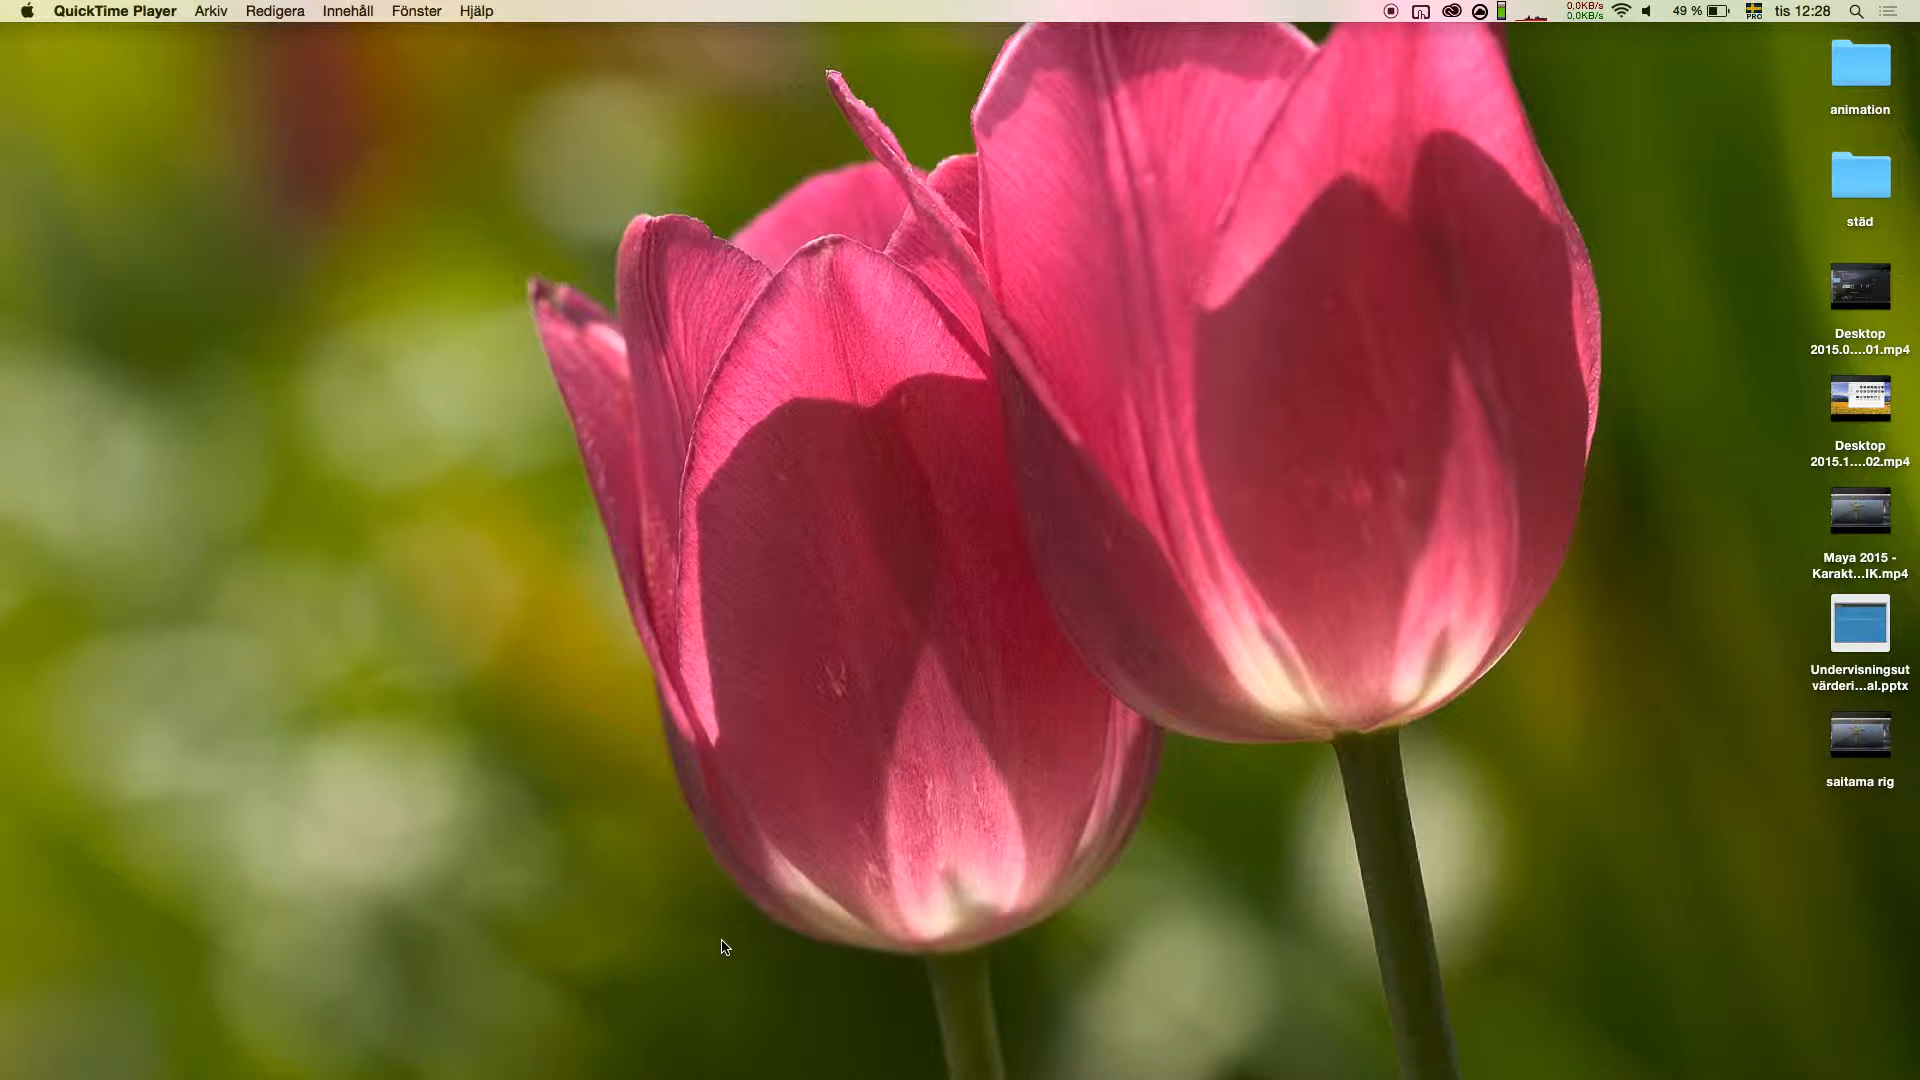 QuickTime Player Arkiv Redigera Innehåll Fönster Hjälp
0,0KB/s
0,0KB/s
49 %
PRO
tis 12:28
animation
städ
Desktop
2015.0....01.mp4
Desktop
2015.1....02.mp4
Maya 2015 -
Karakt...IK.mp4
Undervisningsut
värderi...al.pptx
saitama rig